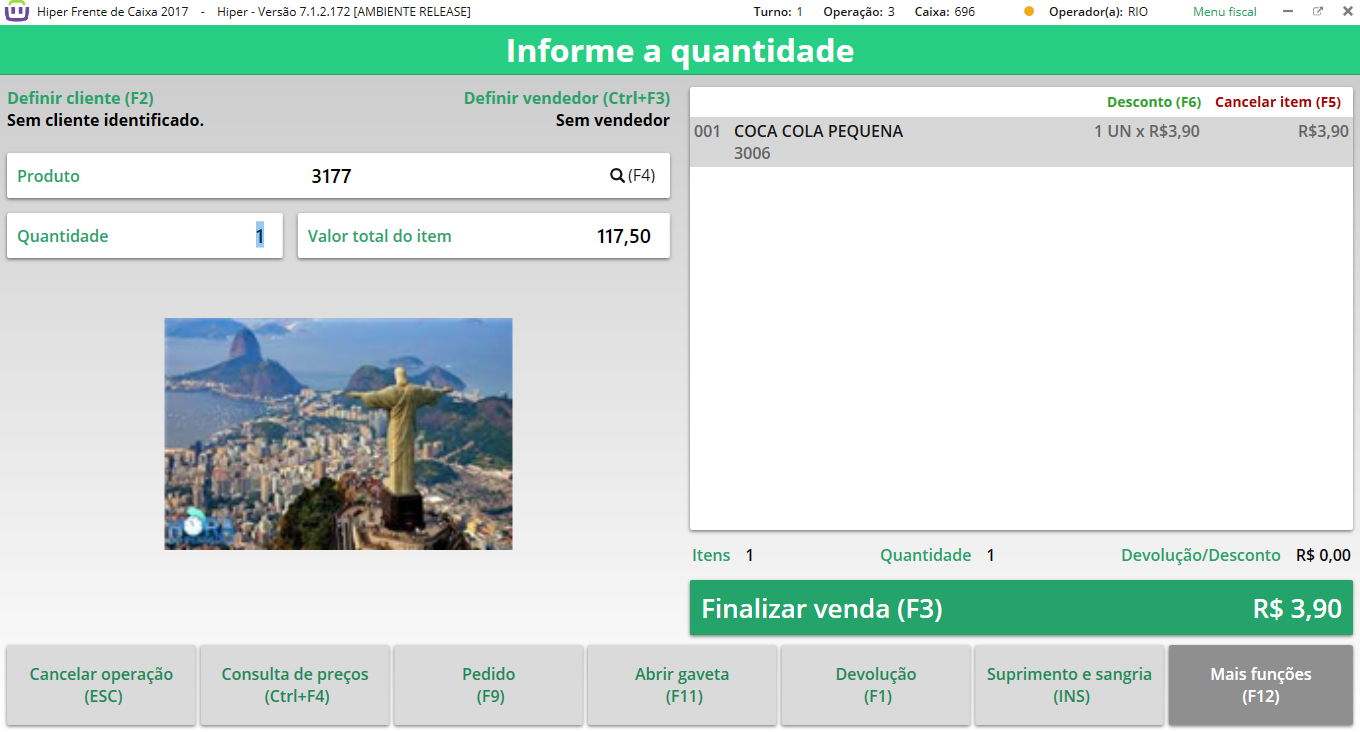 Hiper Frente de Caixa 2017 - Hiper - Versão 7.1.2.172 [AMBIENTE RELEASE] Turno: 1 Operação: 3 Caixa: 696 Operador(a): RIO Menu fiscal
Informe a quantidade
Definir cliente (F2) Definir vendedor (Ctrl+F3)
Sem cliente identificado. Sem vendedor
Produto 3177 (F4)
Quantidade 1 Valor total do item 117,50
HORA
Desconto (F6) Cancelar item (F5)
001 COCA COLA PEQUENA 1 UN x R$3,90 R$3,90
3006
Itens 1 Quantidade 1 Devolução/Desconto R$ 0,00
Finalizar venda (F3) R$ 3,90
Cancelar operação
(ESC)
Consulta de preços
(Ctrl+F4)
Pedido
(F9)
Abrir gaveta
(F11)
Devolução
(F1)
Suprimento e sangria
(INS)
Mais funções
(F12)